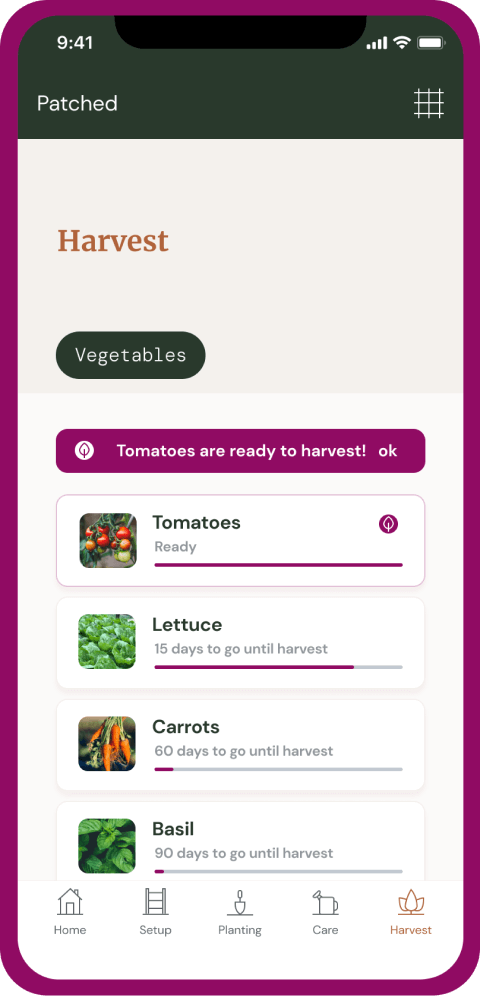 9:41
Patched
Harvest
Vegetables
Tomatoes are ready to harvest! ok
Tomatoes
Ready
Lettuce
15 days to go until harvest
Carrots
60 days to go until harvest
Basil
90 days to go until harvest
Home Setup Planting Care Harvest